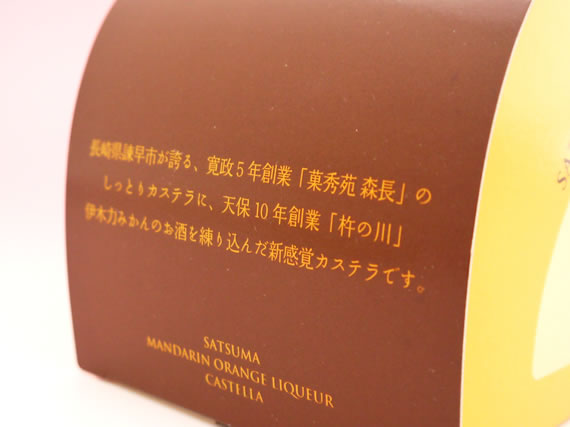 長崎県諫早市が誇る、寛政5年創業「菓秀苑 森長」の
しっとりカステラに、天保10年創業「杵の川」
伊木力みかんのお酒を練り込んだ新感覚カステラです。
SATSUMA
MANDARIN ORANGE LIQUEUR
CASTELLA